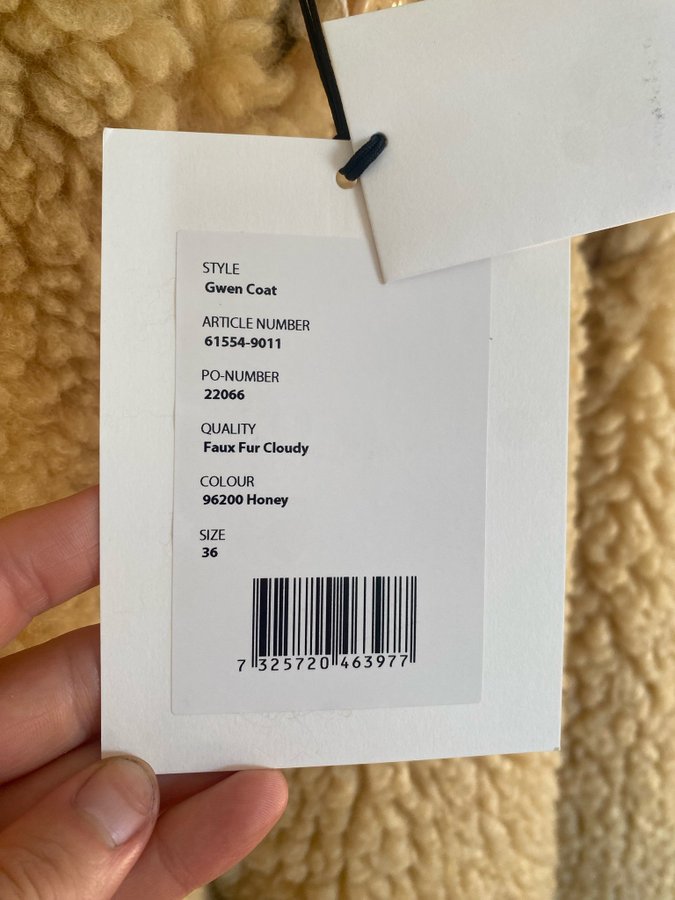 STYLE
Gwen Coat
ARTICLE NUMBER
61554-9011
PO-NUMBER
22066
QUALITY
Faux Fur Cloudy
COLOUR
96200 Honey
SIZE
36
7 325720 463977